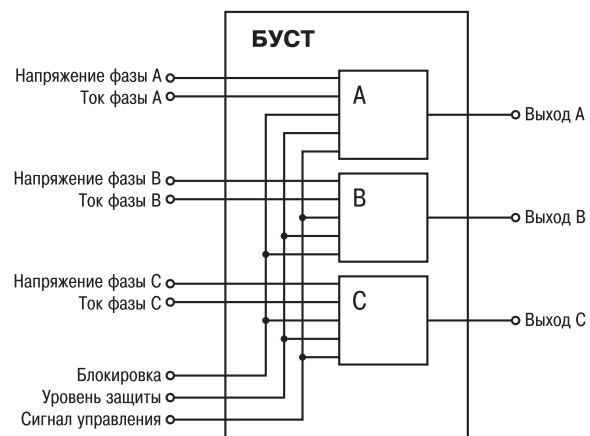 БУСТ
Напряжение фазы А
Ток фазы А
А
Выход А
Напряжение фазы В
Ток фазы В
В
Выход В
Напряжение фазы С
Ток фазы С
С
Выход С
Блокировка
Уровень защиты
Сигнал управления